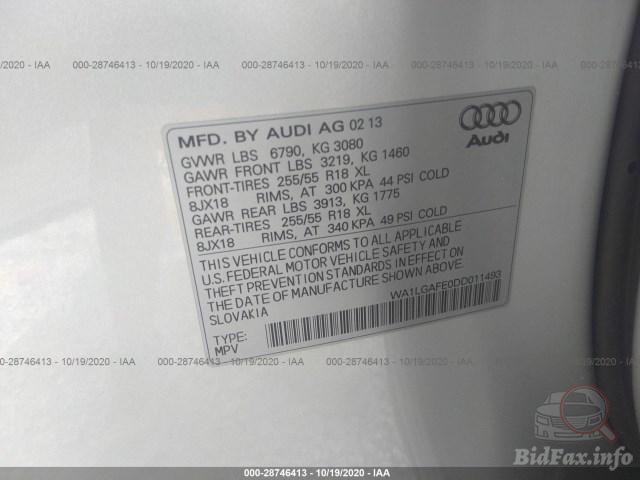 10/19/2020 - IAA
000-28746413 - 10/19/2020 - IAA
000-28746413 - 10/19/2020 - IAA
000-28746413 - 10/19/2020 - IAA
MFD. BY AUDI AG 02 13
GVWR LBS 6790, KG 3080
GAWR FRONT LBS 3219, KG 1460
FRONT-TIRES 255/55 R18 XL
8JX18 RIMS, AT 300 KPA 44 PSI COLD
GAWR REAR LBS 3913, KG 1775
REAR-TIRES 255/55 R18 XL
8JX18 RIMS, AT 340 KPA 49 PSI COLD
Audi
THIS VEHICLE CONFORMS TO ALL APPLICABLE
U.S. FEDERAL MOTOR VEHICLE SAFETY AND
THEFT PREVENTION STANDARDS IN EFFECT ON
THE DATE OF MANUFACTURE SHOWN ABOVE.
SLOVAKIA
WA1LGAFE0DD011493
TYPE:
MPV
10/19/2020 - IAA
000-28746413 - 10/19/2020 - IAA
000-28746413 - 10/19/2020 - IAA
000-28746413 - 10/19/2020 - IAA
000-28746413 - 10/19/2020 - IAA
BidFax.info